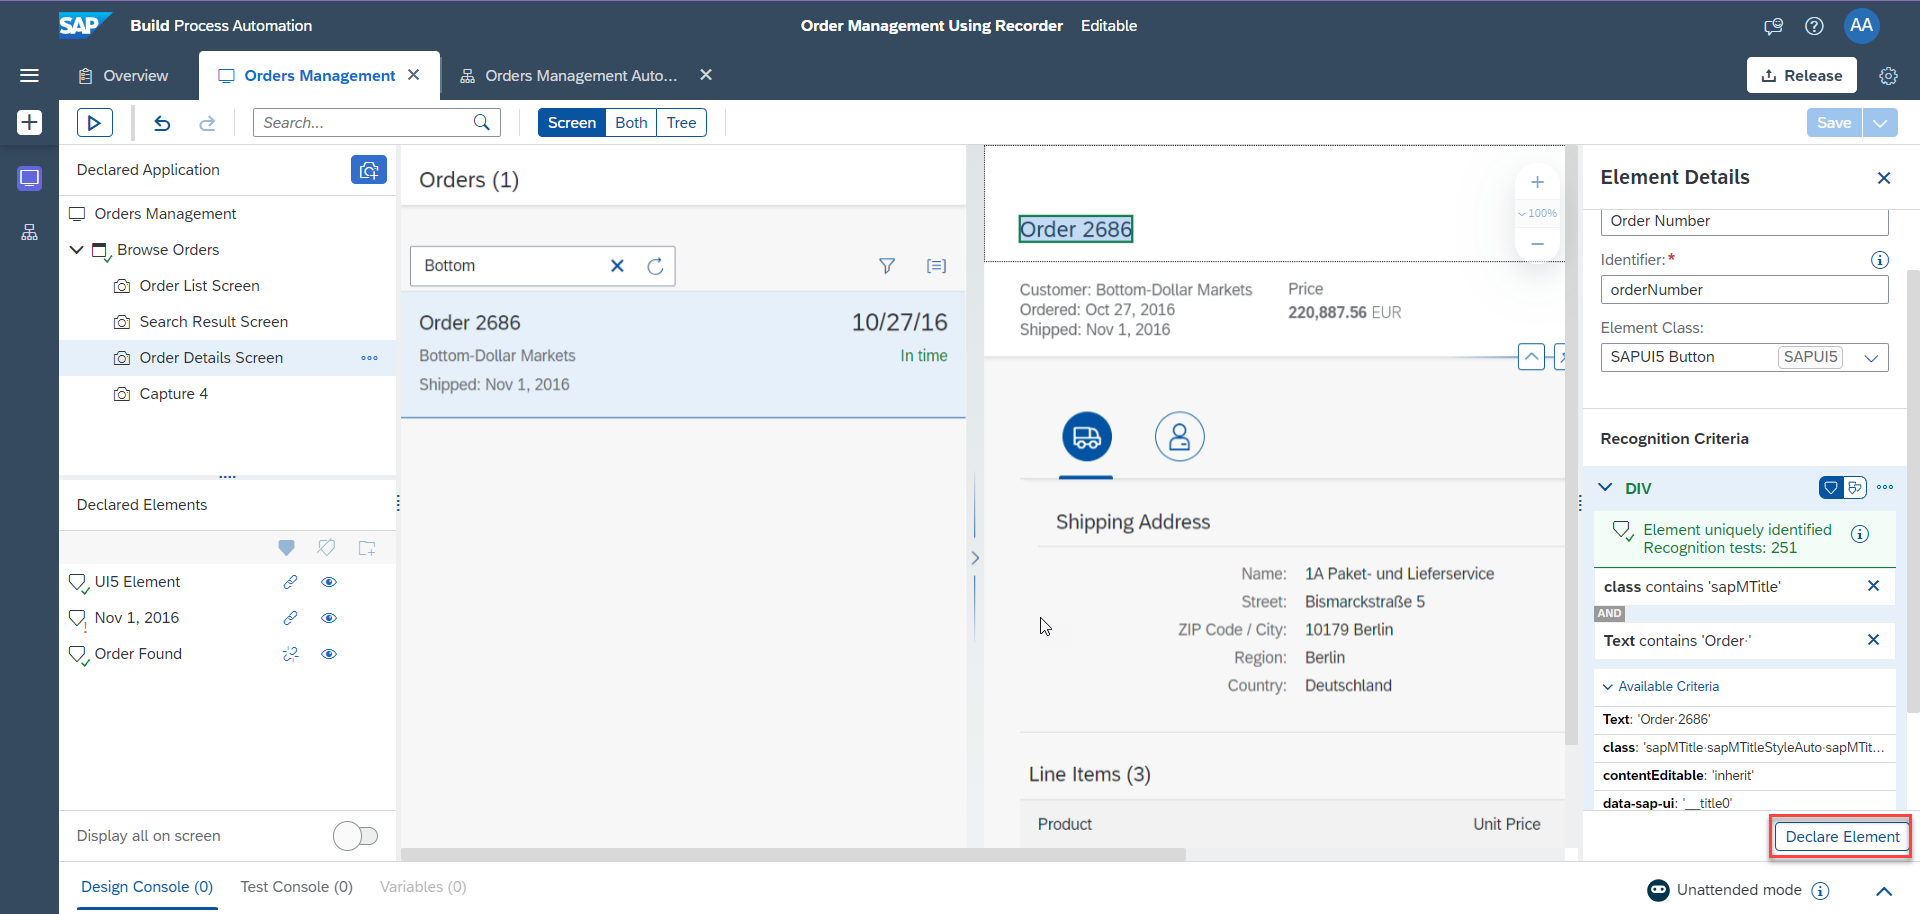 SAP Build Process Automation
Order Management Using Recorder Editable
AA
Overview
Orders Management
Orders Management Auto...
Release
Search...
Screen Both Tree
Save
Declared Application
Orders Management
Browse Orders
Order List Screen
Search Result Screen
Order Details Screen
Capture 4
Declared Elements
UI5 Element
Nov 1, 2016
Order Found
Display all on screen
Orders (1)
Bottom
Order 2686 10/27/16
Bottom-Dollar Markets In time
Shipped: Nov 1, 2016
100%
Order 2686
Customer: Bottom-Dollar Markets
Ordered: Oct 27, 2016
Shipped: Nov 1, 2016
Price
220,887.56 EUR
Shipping Address
Name: 1A Paket- und Lieferservice
Street: Bismarckstraße 5
ZIP Code / City: 10179 Berlin
Region: Berlin
Country: Deutschland
Line Items (3)
Product Unit Price
Element Details
Order Number
Identifier:*
orderNumber
Element Class:
SAPUI5 Button SAPUI5
Recognition Criteria
DIV
Element uniquely identified
Recognition tests: 251
class contains 'sapMTitle'
AND
Text contains 'Order·'
Available Criteria
Text: 'Order·2686'
class: 'sapMTitle·sapMTitleStyleAuto·sapMTit...
contentEditable: 'inherit'
data-sap-ui: '__title0'
Declare Element
Design Console (0) Test Console (0) Variables (0)
Unattended mode